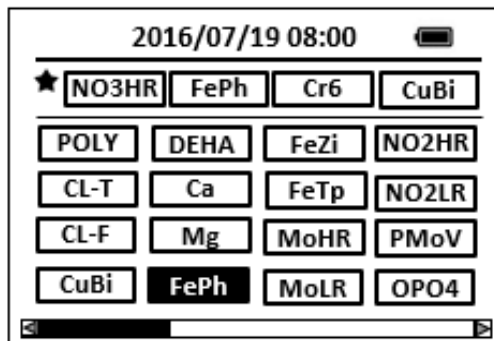 2016/07/19 08:00
NO3HR FePh Cr6 CuBi
POLY DEHA FeZi NO2HR
CL-T Ca FeTp NO2LR
CL-F Mg MoHR PMoV
CuBi FePh MoLR OPO4